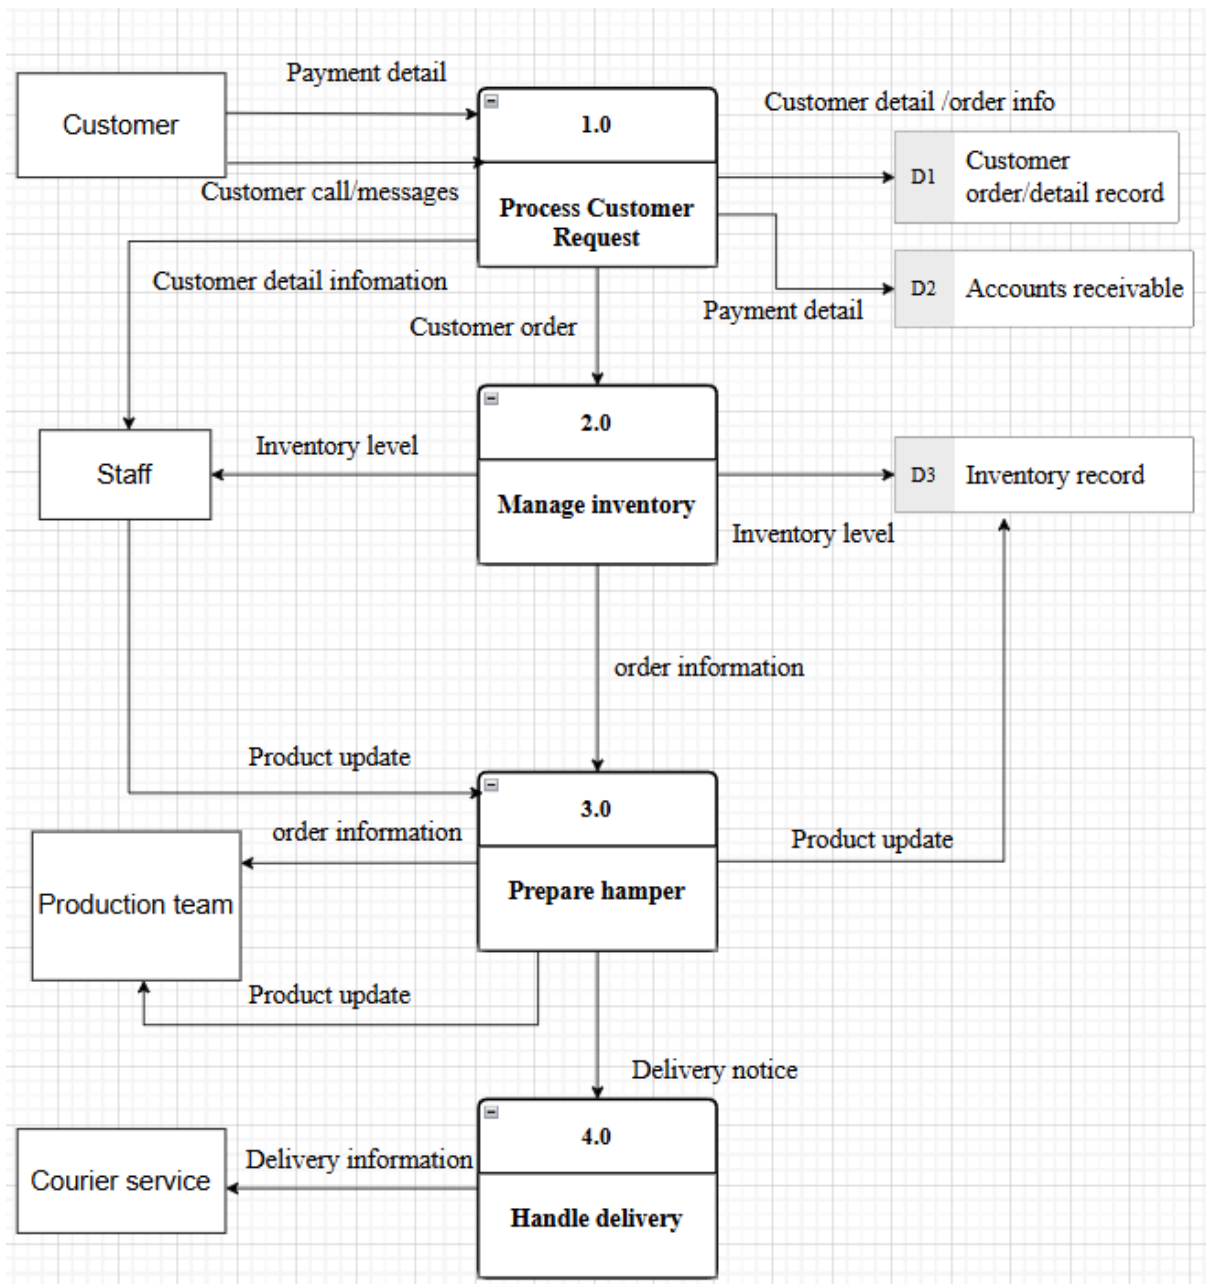 Payment detail
Customer
1.0
Customer detail /order info
D1
Customer
order/detail record
Customer call/messages
Process Customer
Request
Customer detail infomation
D2
Accounts receivable
Payment detail
Customer order
2.0
Inventory level
Staff
D3
Inventory record
Manage inventory
Inventory level
order information
Product update
3.0
order information
Product update
Production team
Prepare hamper
Product update
Delivery notice
4.0
Delivery information
Courier service
Handle delivery